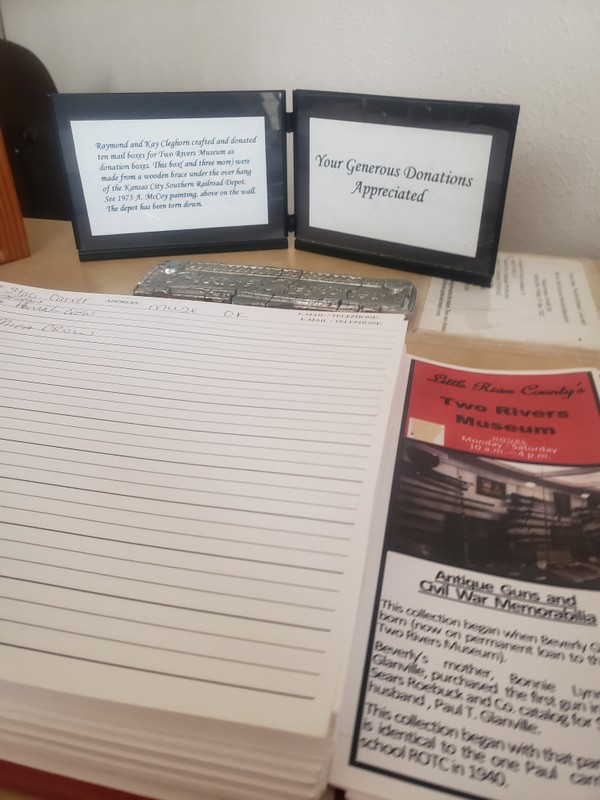 Raymond and Kay Cleghorn crafted and donated
ten mail boxes for Two Rivers Museum as
donation boxes. This box( and three more) were
made from a wooden brace under the over hang
of the Kansas City Southern Railroad Depot.
See 1975 A. McCoy painting, above on the wall.
The depot has been torn down.
Your Generous Donations
Appreciated
Carver
ADDRESS
OK
E-MAIL / TELEPHONE
E-MAIL / TELEPHONE
Little River County's
Two Rivers
Museum
HOURS
Monday - Saturday
10 a.m. - 4 p.m.
Antique Guns and
Civil War Memorabilia
This collection began when Beverly G
born (now on permanent loan to th
Two Rivers Museum).
Beverly's mother, Bonnie Lyn
Glanville, purchased the first gun in
Sears Roebuck and Co. catalog for
husband , Paul T. Glanville.
This collection began with that
is identical to the one Paul
school ROTC in 1940.